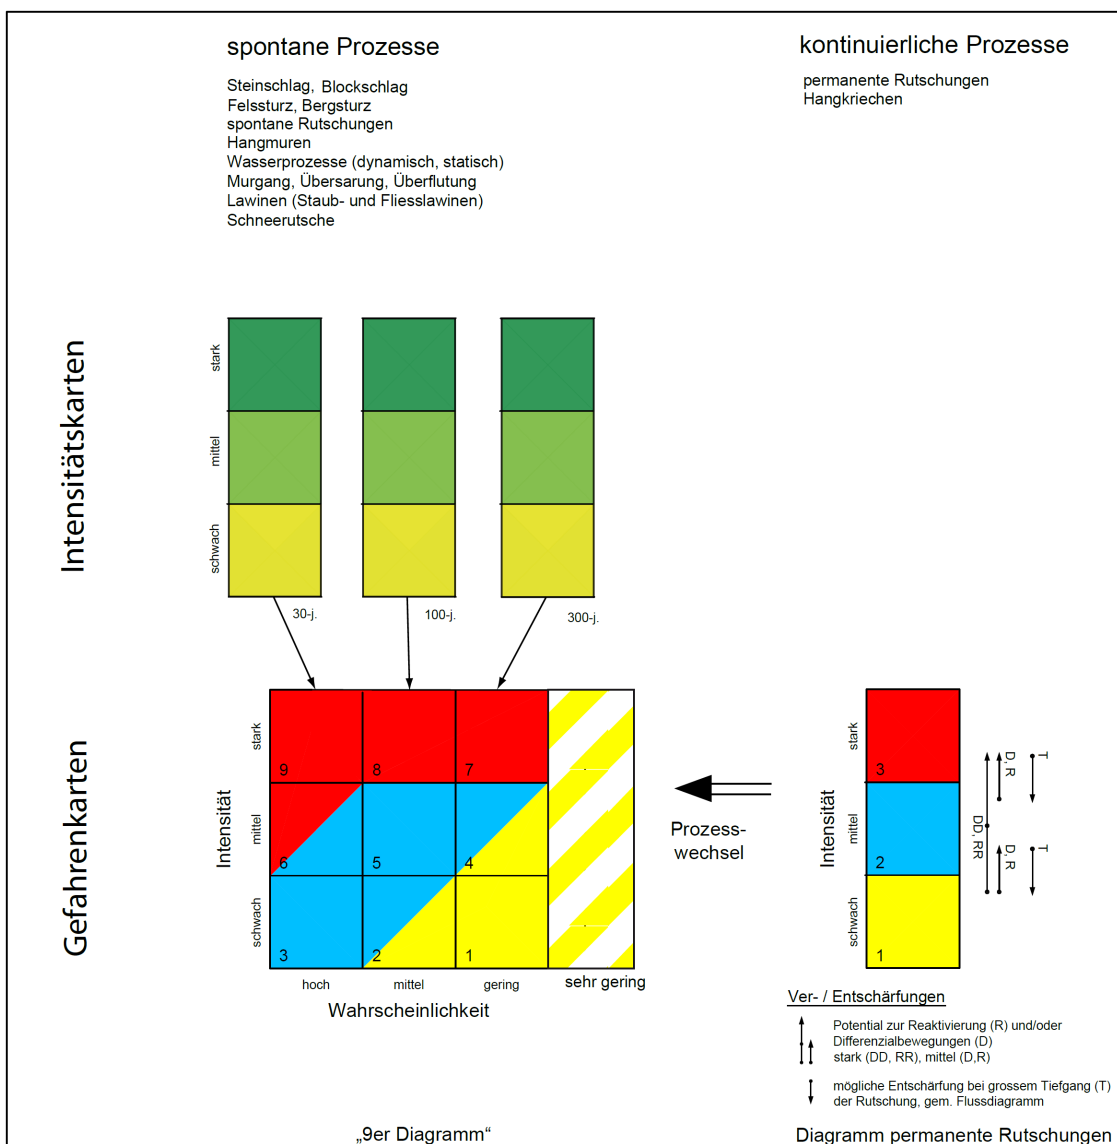 spontane Prozesse
Steinschlag, Blockschlag
Felssturz, Bergsturz
spontane Rutschungen
Hangmuren
Wasserprozesse (dynamisch, statisch)
Murgang, Übersarung, Überflutung
Lawinen (Staub- und Fliesslawinen)
Schneerutsche
kontinuierliche Prozesse
permanente Rutschungen
Hangkriechen
Intensitätskarten
stark
mittel
schwach
30-j.
100-j.
300-j.
Gefahrenkarten
Intensität
stark
mittel
schwach
9
8
7
6
5
4
3
2
1
hoch
mittel
gering
sehr gering
Wahrscheinlichkeit
Prozess-
wechsel
Intensität
stark
mittel
schwach
3
2
1
DD, RR
D,R
T
D,R
T
Ver- / Entschärfungen
Potential zur Reaktivierung (R) und/oder
Differenzialbewegungen (D)
stark (DD, RR), mittel (D,R)
mögliche Entschärfung bei grossem Tiefgang (T)
der Rutschung, gem. Flussdiagramm
„9er Diagramm“
Diagramm permanente Rutschungen